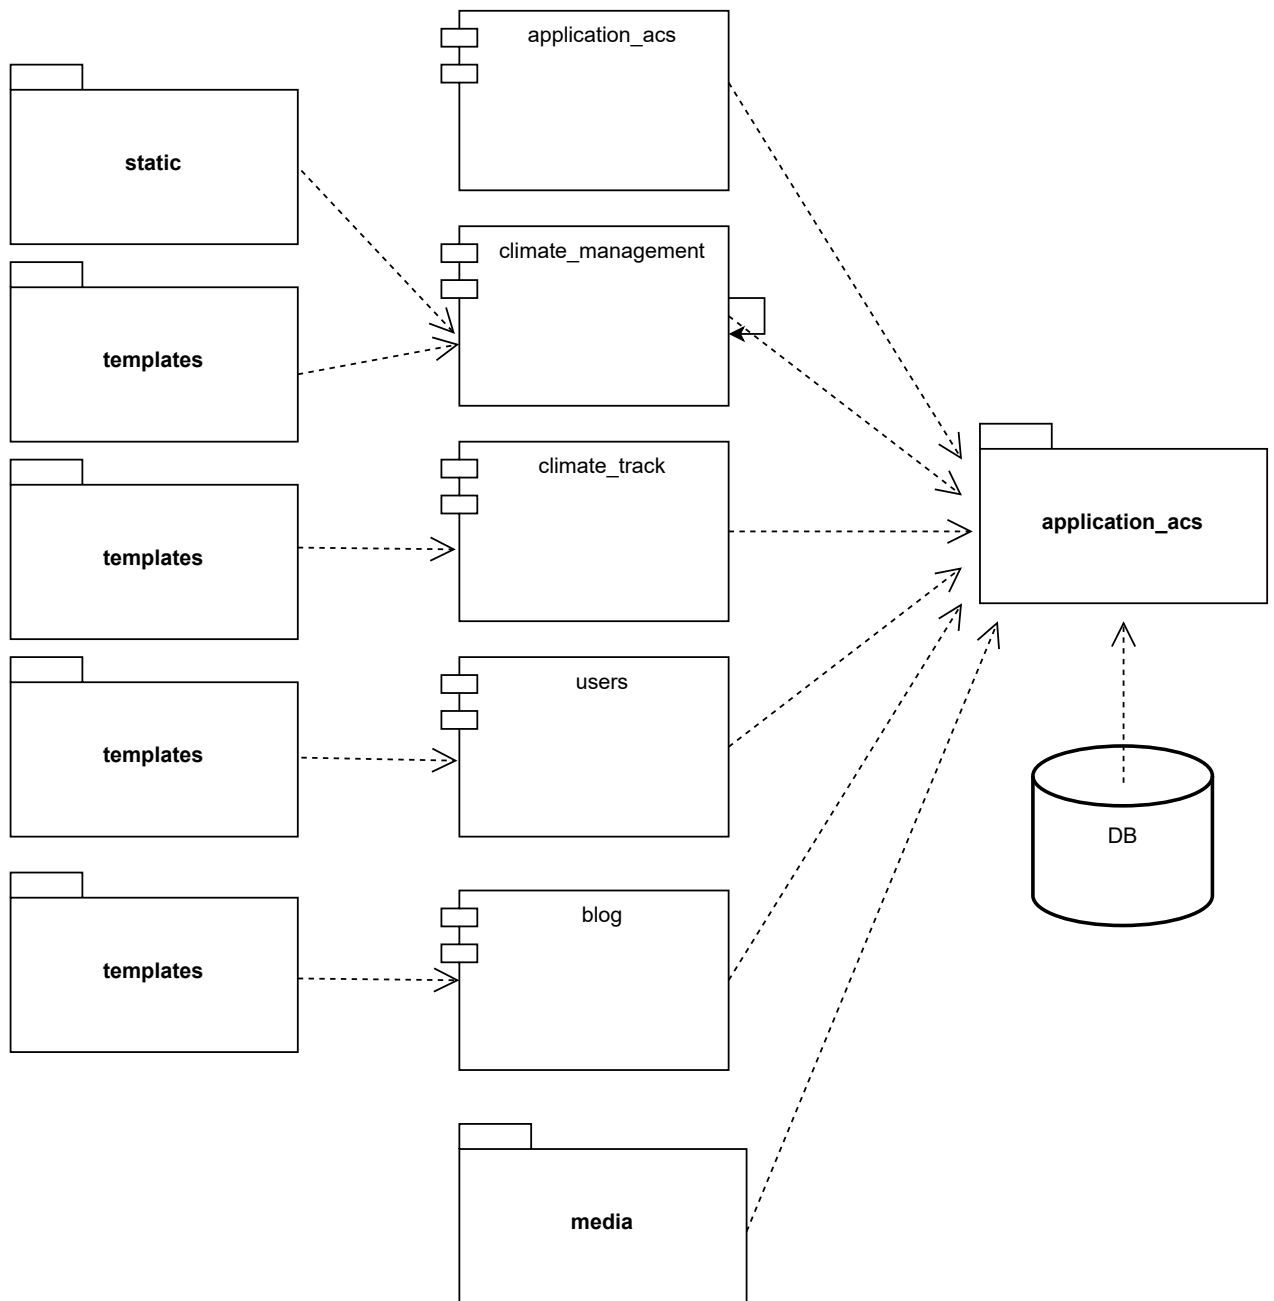 application_acs
static
climate_management
templates
climate_track
application_acs
templates
users
templates
DB
blog
templates
media